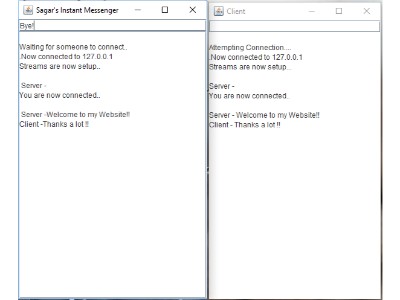 Sagar's Instant Messenger
Bye!
Waiting for someone to connect..
.Now connected to 127.0.0.1
Streams are now setup..
Server -
You are now connected..
Server -Welcome to my Website!!
Client -Thanks a lot !!
Client
Attempting Connection...
.Now connected to 127.0.0.1
Streams are now setup..
Server -
You are now connected..
Server - Welcome to my Website!!
Client - Thanks a lot !!